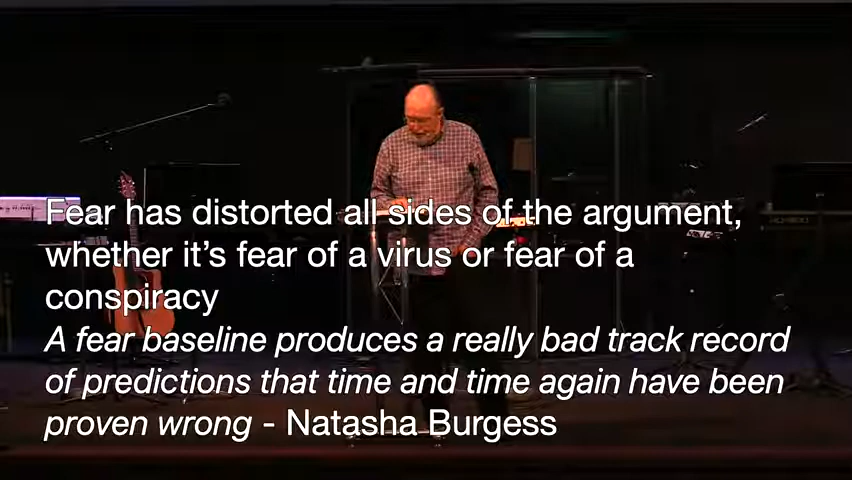 Fear has distorted all sides of the argument,
whether it’s fear of a virus or fear of a
conspiracy
A fear baseline produces a really bad track record
of predictions that time and time again have been
proven wrong - Natasha Burgess